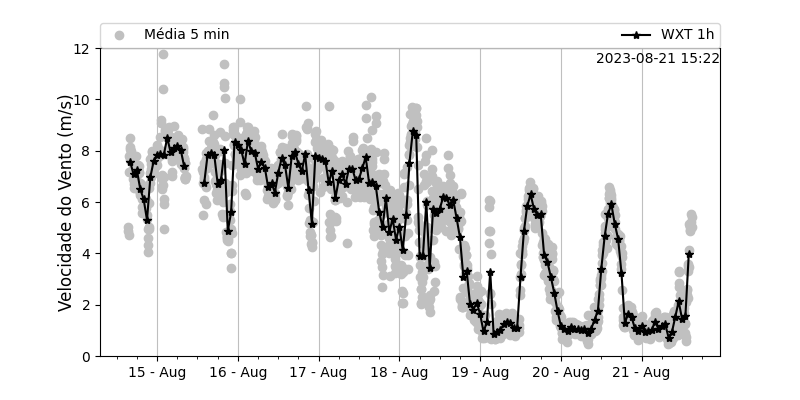 Média 5 min
WXT 1h
2023-08-21 15:22
Velocidade do Vento (m/s)
12
10
8
6
4
2
0
15 - Aug
16 - Aug
17 - Aug
18 - Aug
19 - Aug
20 - Aug
21 - Aug